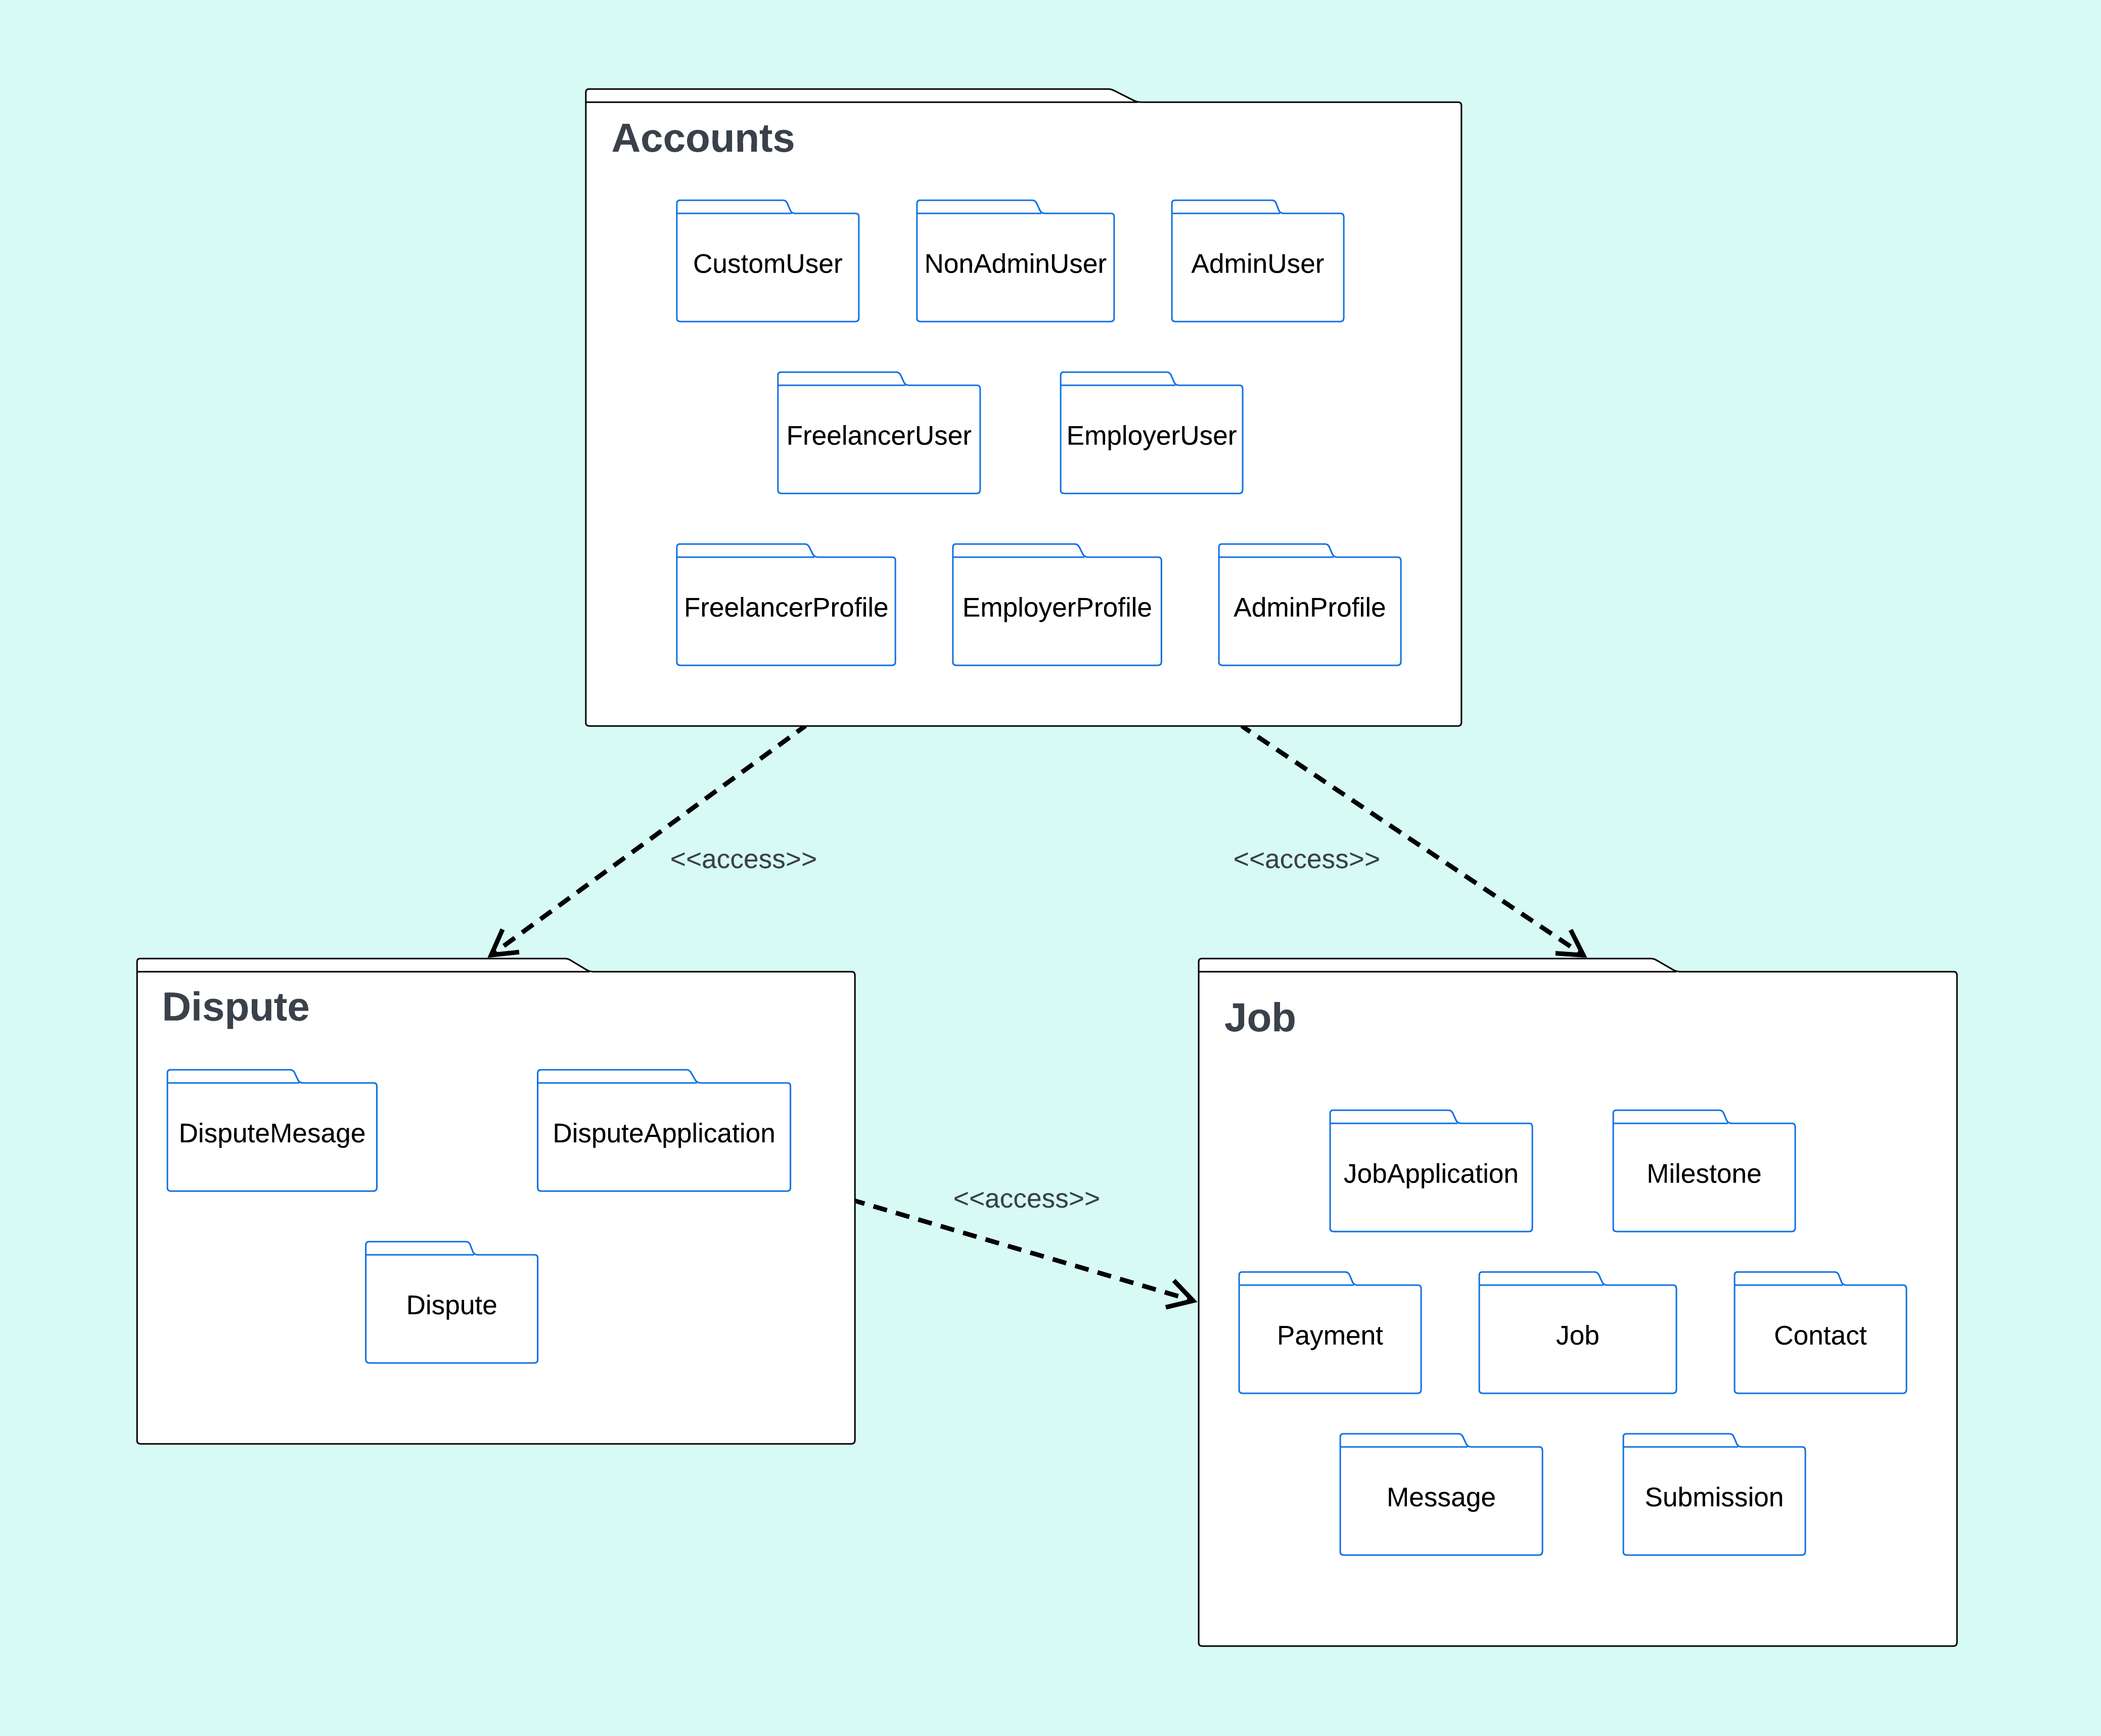 Accounts
CustomUser
NonAdminUser
AdminUser
FreelancerUser
EmployerUser
FreelancerProfile
EmployerProfile
AdminProfile
<<access>>
<<access>>
Dispute
DisputeMesage
DisputeApplication
Dispute
<<access>>
Job
JobApplication
Milestone
Payment
Job
Contact
Message
Submission